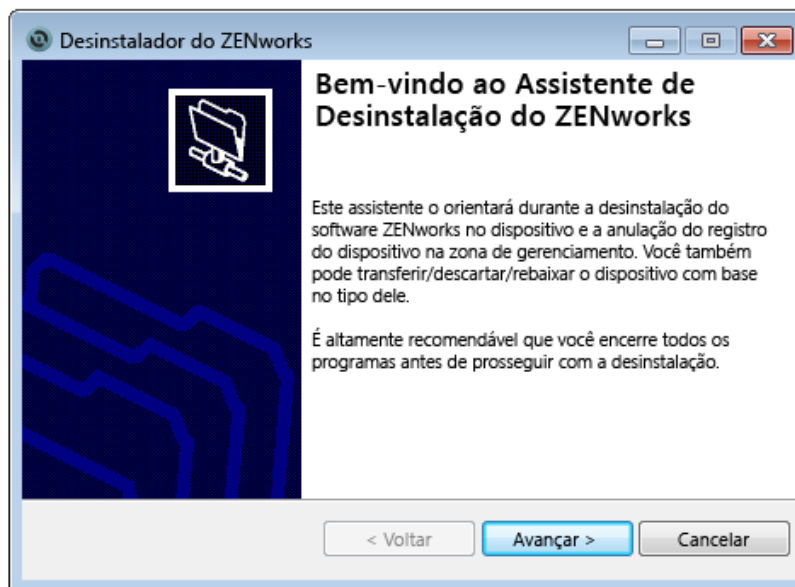 Desinstalador do ZENworks
Bem-vindo ao Assistente de
Desinstalação do ZENworks
Este assistente o orientará durante a desinstalação do
software ZENworks no dispositivo e a anulação do registro
do dispositivo na zona de gerenciamento. Você também
pode transferir/descartar/rebaixar o dispositivo com base
no tipo dele.
É altamente recomendável que você encerre todos os
programas antes de prosseguir com a desinstalação.
< Voltar
Avançar >
Cancelar